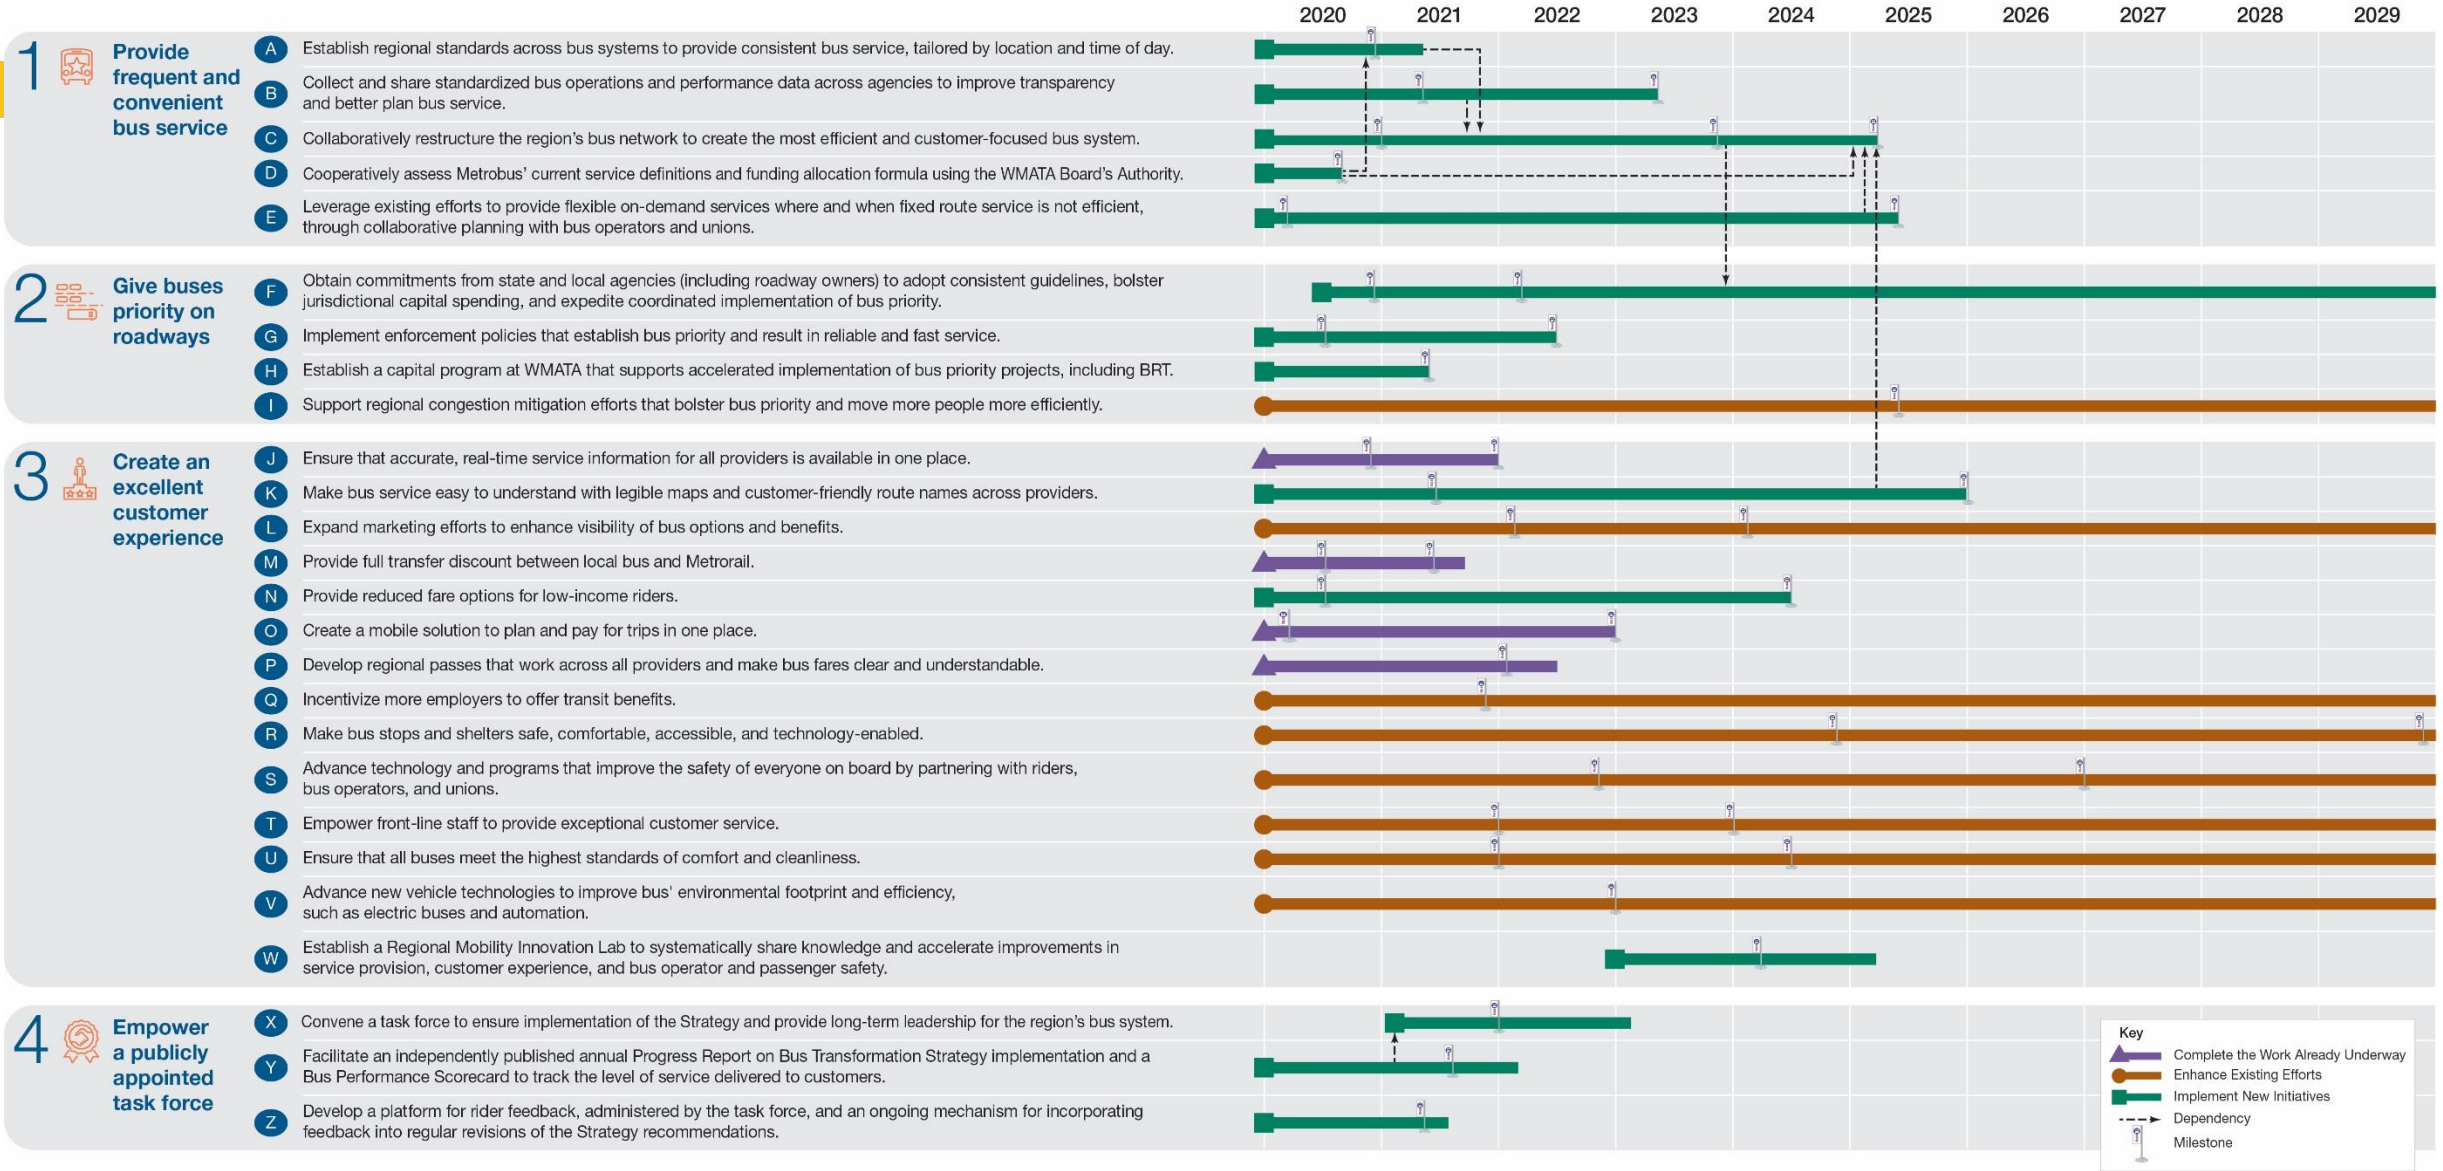 2020 2021 2022 2023 2024 2025 2026 2027 2028 2029
1
Provide
frequent and
convenient
bus service
A Establish regional standards across bus systems to provide consistent bus service, tailored by location and time of day.
B Collect and share standardized bus operations and performance data across agencies to improve transparency
and better plan bus service.
C Collaboratively restructure the region's bus network to create the most efficient and customer-focused bus system.
D Cooperatively assess Metrobus' current service definitions and funding allocation formula using the WMATA Board's Authority.
E Leverage existing efforts to provide flexible on-demand services where and when fixed route service is not efficient,
through collaborative planning with bus operators and unions.
2
Give buses
priority on
roadways
F Obtain commitments from state and local agencies (including roadway owners) to adopt consistent guidelines, bolster
jurisdictional capital spending, and expedite coordinated implementation of bus priority.
G Implement enforcement policies that establish bus priority and result in reliable and fast service.
H Establish a capital program at WMATA that supports accelerated implementation of bus priority projects, including BRT.
I Support regional congestion mitigation efforts that bolster bus priority and move more people more efficiently.
3
Create an
excellent
customer
experience
J Ensure that accurate, real-time service information for all providers is available in one place.
K Make bus service easy to understand with legible maps and customer-friendly route names across providers.
L Expand marketing efforts to enhance visibility of bus options and benefits.
M Provide full transfer discount between local bus and Metrorail.
N Provide reduced fare options for low-income riders.
O Create a mobile solution to plan and pay for trips in one place.
P Develop regional passes that work across all providers and make bus fares clear and understandable.
Q Incentivize more employers to offer transit benefits.
R Make bus stops and shelters safe, comfortable, accessible, and technology-enabled.
S Advance technology and programs that improve the safety of everyone on board by partnering with riders,
bus operators, and unions.
T Empower front-line staff to provide exceptional customer service.
U Ensure that all buses meet the highest standards of comfort and cleanliness.
V Advance new vehicle technologies to improve bus' environmental footprint and efficiency,
such as electric buses and automation.
W Establish a Regional Mobility Innovation Lab to systematically share knowledge and accelerate improvements in
service provision, customer experience, and bus operator and passenger safety.
4
Empower
a publicly
appointed
task force
X Convene a task force to ensure implementation of the Strategy and provide long-term leadership for the region's bus system.
Y Facilitate an independently published annual Progress Report on Bus Transformation Strategy implementation and a
Bus Performance Scorecard to track the level of service delivered to customers.
Z Develop a platform for rider feedback, administered by the task force, and an ongoing mechanism for incorporating
feedback into regular revisions of the Strategy recommendations.
Key
Complete the Work Already Underway
Enhance Existing Efforts
Implement New Initiatives
Dependency
Milestone